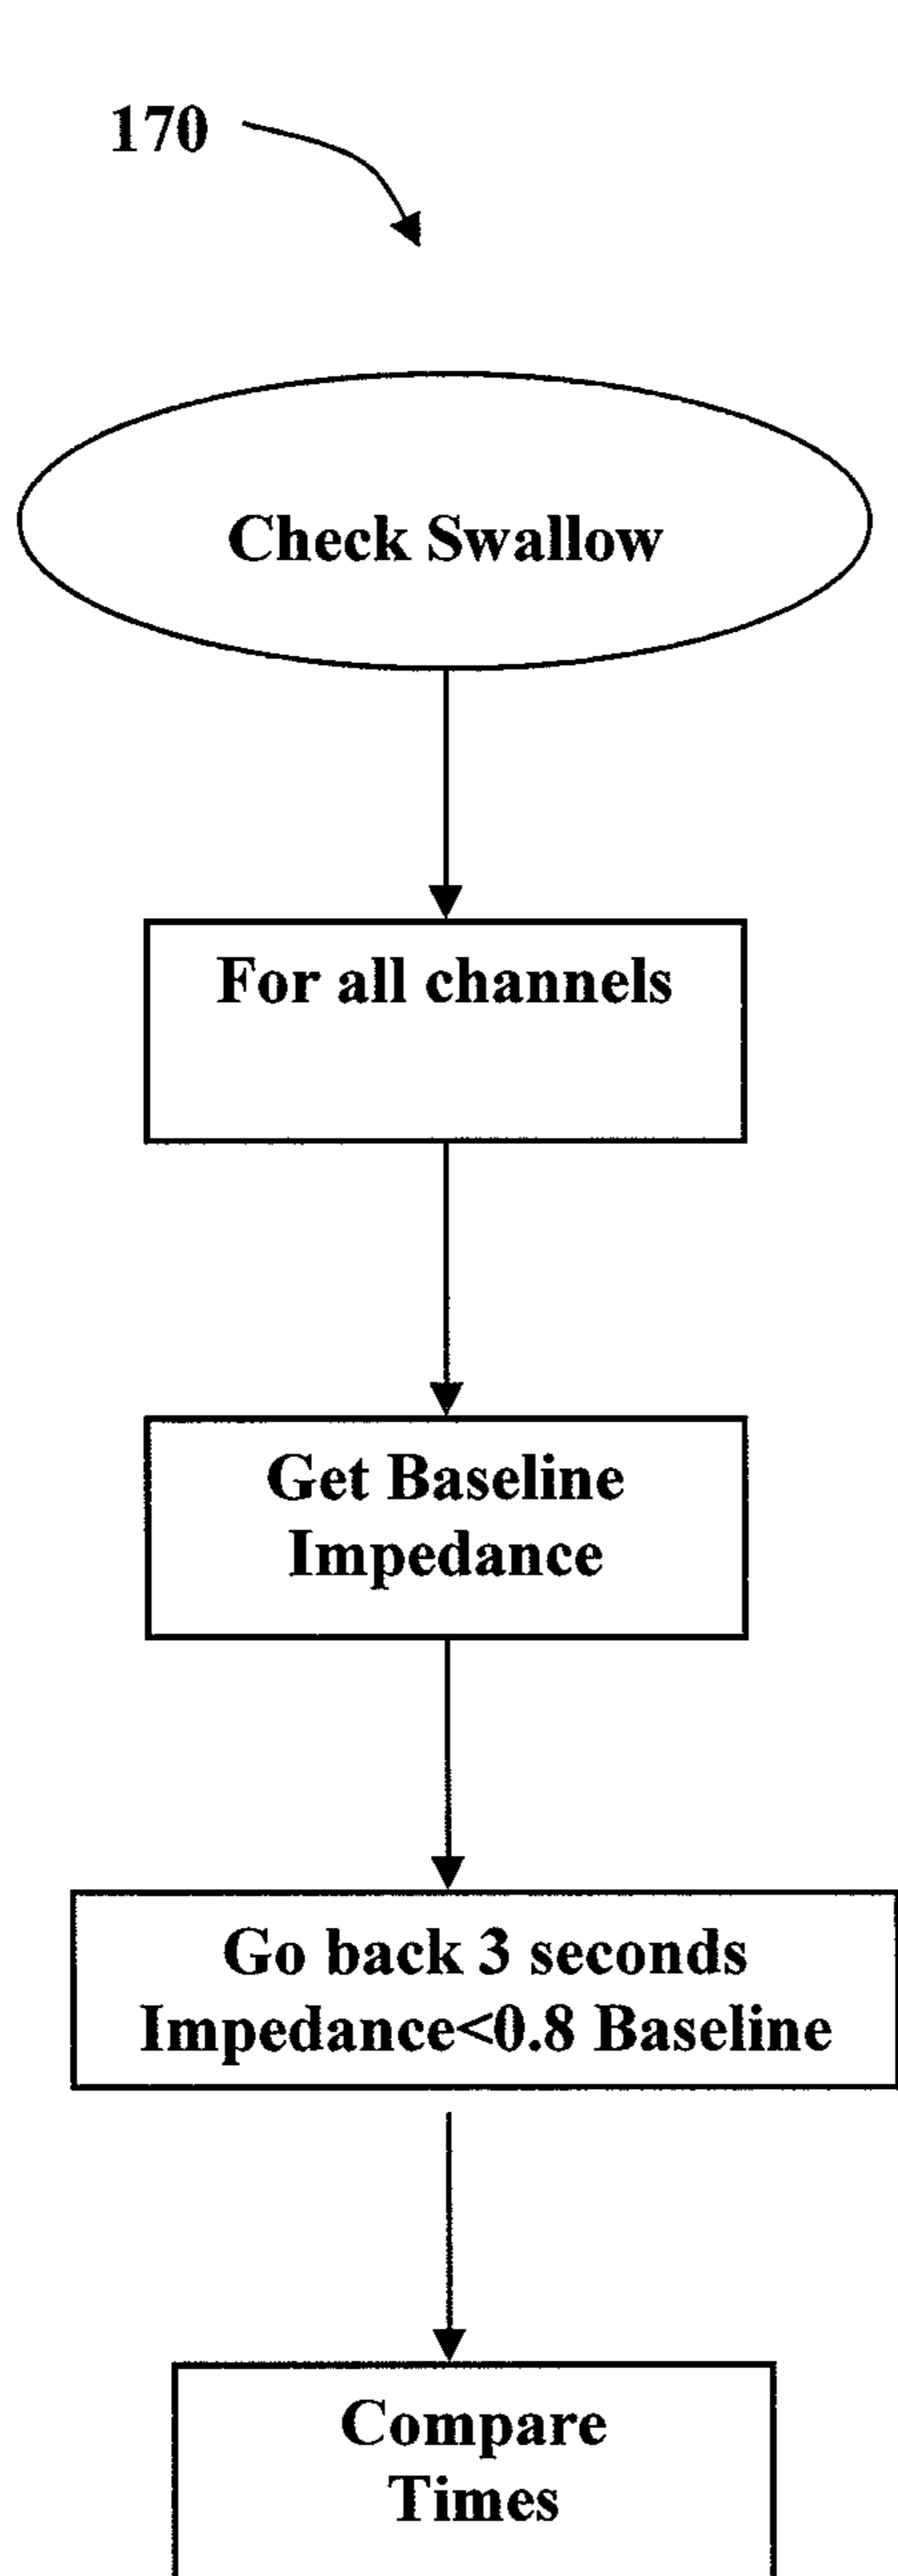 170
Check Swallow
For all channels
Get Baseline
Impedance
Go back 3 seconds
Impedance<0.8 Baseline
Compare
Times